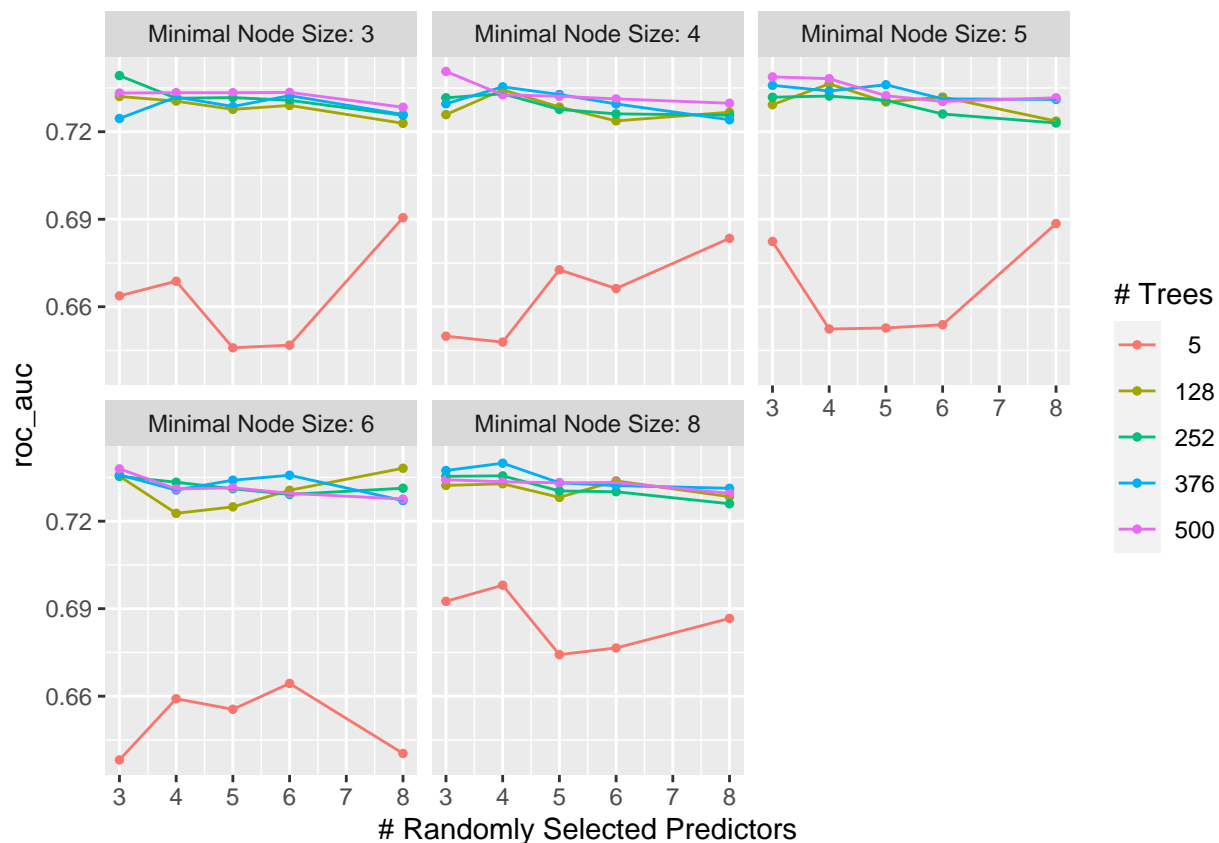 Minimal Node Size: 3
Minimal Node Size: 4
Minimal Node Size: 5
0.72
0.69
0.66
3 4 5 6 7 8
Minimal Node Size: 6
Minimal Node Size: 8
0.72
0.69
0.66
3 4 5 6 7 8
3 4 5 6 7 8
# Randomly Selected Predictors
roc_auc
# Trees
5
128
252
376
500